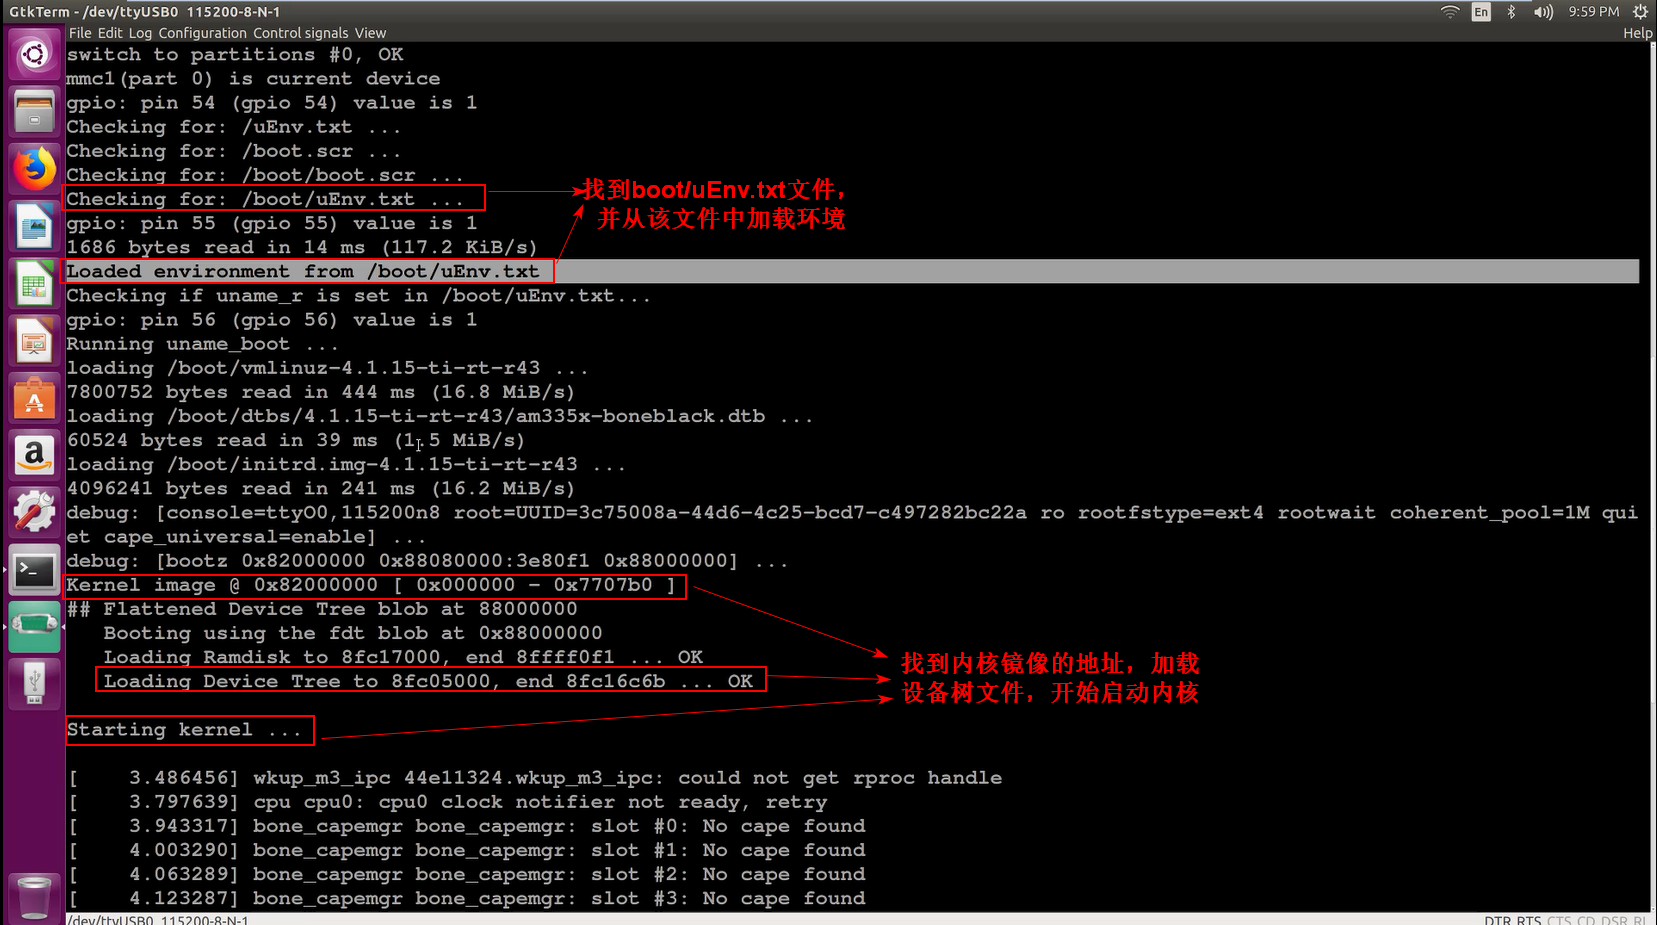 GtkTerm - /dev/ttyUSB0 115200-8-N-1
En
9:59 PM
File Edit Log Configuration Control signals View
Help
switch to partitions #0, OK
mmc1(part 0) is current device
gpio: pin 54 (gpio 54) value is 1
Checking for: /uEnv.txt ...
Checking for: /boot.scr ...
Checking for: /boot/boot.scr ...
Checking for: /boot/uEnv.txt ...
找到boot/uEnv.txt文件,
并从该文件中加载环境
gpio: pin 55 (gpio 55) value is 1
1686 bytes read in 14 ms (117.2 KiB/s)
Loaded environment from /boot/uEnv.txt
Checking if uname_r is set in /boot/uEnv.txt...
gpio: pin 56 (gpio 56) value is 1
Running uname_boot ...
loading /boot/vmlinuz-4.1.15-ti-rt-r43 ...
7800752 bytes read in 444 ms (16.8 MiB/s)
loading /boot/dtbs/4.1.15-ti-rt-r43/am335x-boneblack.dtb ...
60524 bytes read in 39 ms (1.5 MiB/s)
loading /boot/initrd.img-4.1.15-ti-rt-r43 ...
4096241 bytes read in 241 ms (16.2 MiB/s)
debug: [console=ttyO0,115200n8 root=UUID=3c75008a-44d6-4c25-bcd7-c497282bc22a ro rootfstype=ext4 rootwait coherent_pool=1M qui
et cape_universal=enable] ...
debug: [bootz 0x82000000 0x88080000:3e80f1 0x88000000] ...
Kernel image @ 0x82000000 [ 0x000000 - 0x7707b0 ]
## Flattened Device Tree blob at 88000000
Booting using the fdt blob at 0x88000000
Loading Ramdisk to 8fc17000, end 8ffff0f1 ... OK
Loading Device Tree to 8fc05000, end 8fc16c6b ... OK
找到内核镜像的地址，加载
设备树文件，开始启动内核
Starting kernel ...
[    3.486456] wkup_m3_ipc 44e11324.wkup_m3_ipc: could not get rproc handle
[    3.797639] cpu cpu0: cpu0 clock notifier not ready, retry
[    3.943317] bone_capemgr bone_capemgr: slot #0: No cape found
[    4.003290] bone_capemgr bone_capemgr: slot #1: No cape found
[    4.063289] bone_capemgr bone_capemgr: slot #2: No cape found
[    4.123287] bone_capemgr bone_capemgr: slot #3: No cape found
/dev/ttyUSB0 115200-8-N-1
DTR RTS CTS CD DSR RI